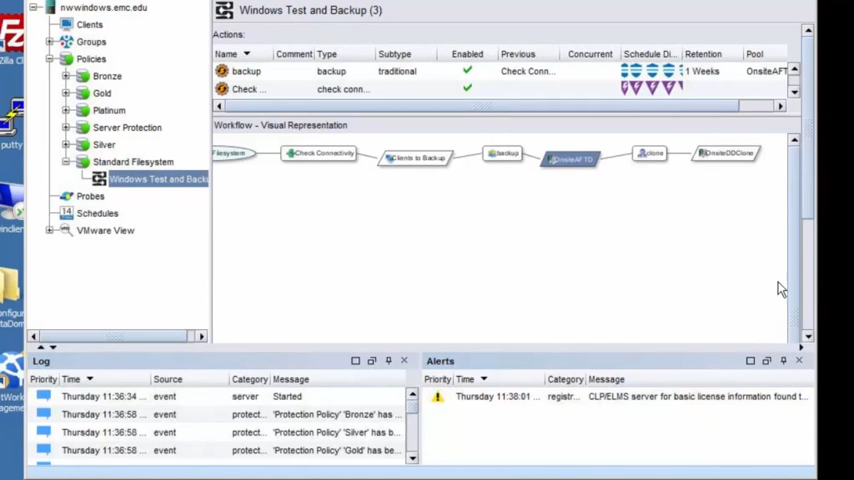 nwwindows.emc.edu
Clients
Groups
Policies
Bronze
Gold
Platinum
Server Protection
Silver
Standard Filesystem
Windows Test and Backu
Probes
14
Schedules
VMware View
putty
Windows Test and Backup (3)
Actions:
Name Comment Type Subtype Enabled Previous Concurrent Schedule Di... Retention Pool
backup backup traditional Check Conn... 1 Weeks OnsiteAFT
Check ... check conn...
Workflow - Visual Representation
Filesystem Check Connectivity Clients to Backup backup OnsiteAFTD clone OnsiteDDClone
Log
Priority Time Source Category Message
Thursday 11:36:34 ... event server Started
Thursday 11:36:58 ... event protect... 'Protection Policy' 'Bronze' has ...
Thursday 11:36:58 ... event protect... 'Protection Policy' 'Silver' has b...
Thursday 11:36:58 ... event protect... 'Protection Policy' 'Gold' has be...
Alerts
Priority Time Category Message
Thursday 11:38:01 ... registr... CLP/ELMS server for basic license information found t...